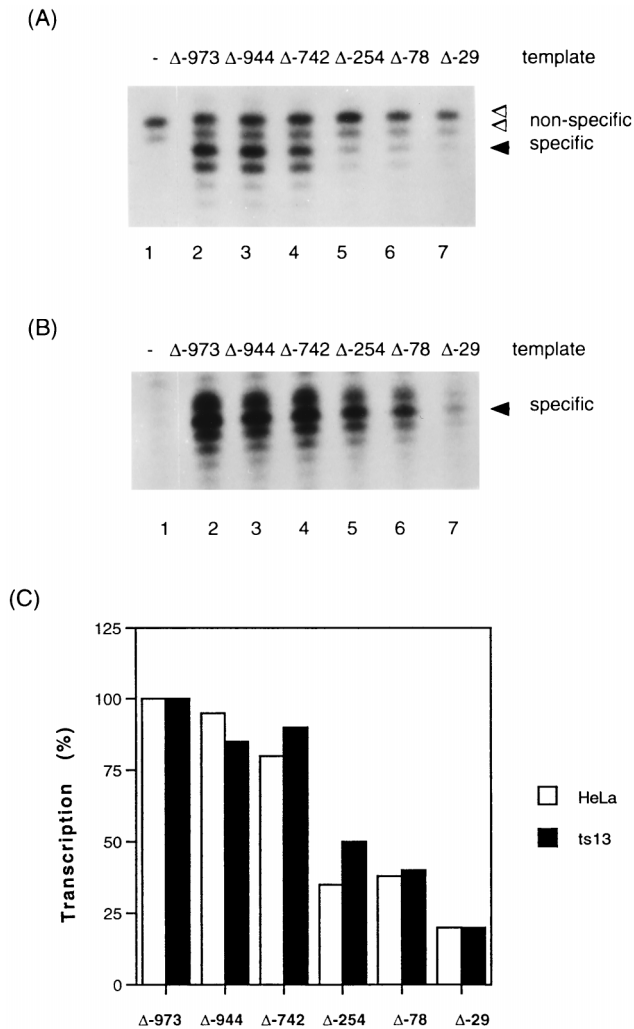 (A)
- Δ-973 Δ-944 Δ-742 Δ-254 Δ-78 Δ-29 template
non-specific
specific
1 2 3 4 5 6 7
(B)
- Δ-973 Δ-944 Δ-742 Δ-254 Δ-78 Δ-29 template
specific
1 2 3 4 5 6 7
(C)
125
100
75
50
25
0
Transcription (%)
HeLa
ts13
Δ-973 Δ-944 Δ-742 Δ-254 Δ-78 Δ-29